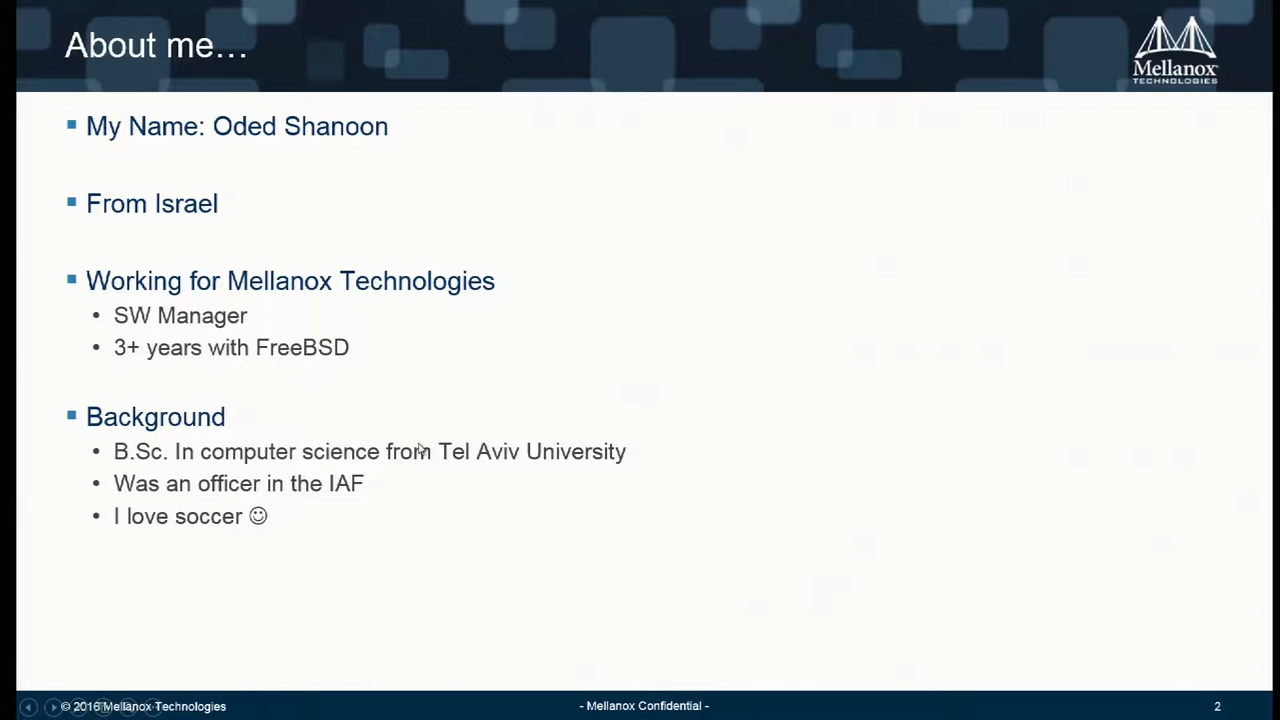 About me…
Mellanox
TECHNOLOGIES
My Name: Oded Shanoon
From Israel
Working for Mellanox Technologies
SW Manager
3+ years with FreeBSD
Background
B.Sc. In computer science from Tel Aviv University
Was an officer in the IAF
I love soccer ☺
© 2016 Mellanox Technologies
- Mellanox Confidential -
2